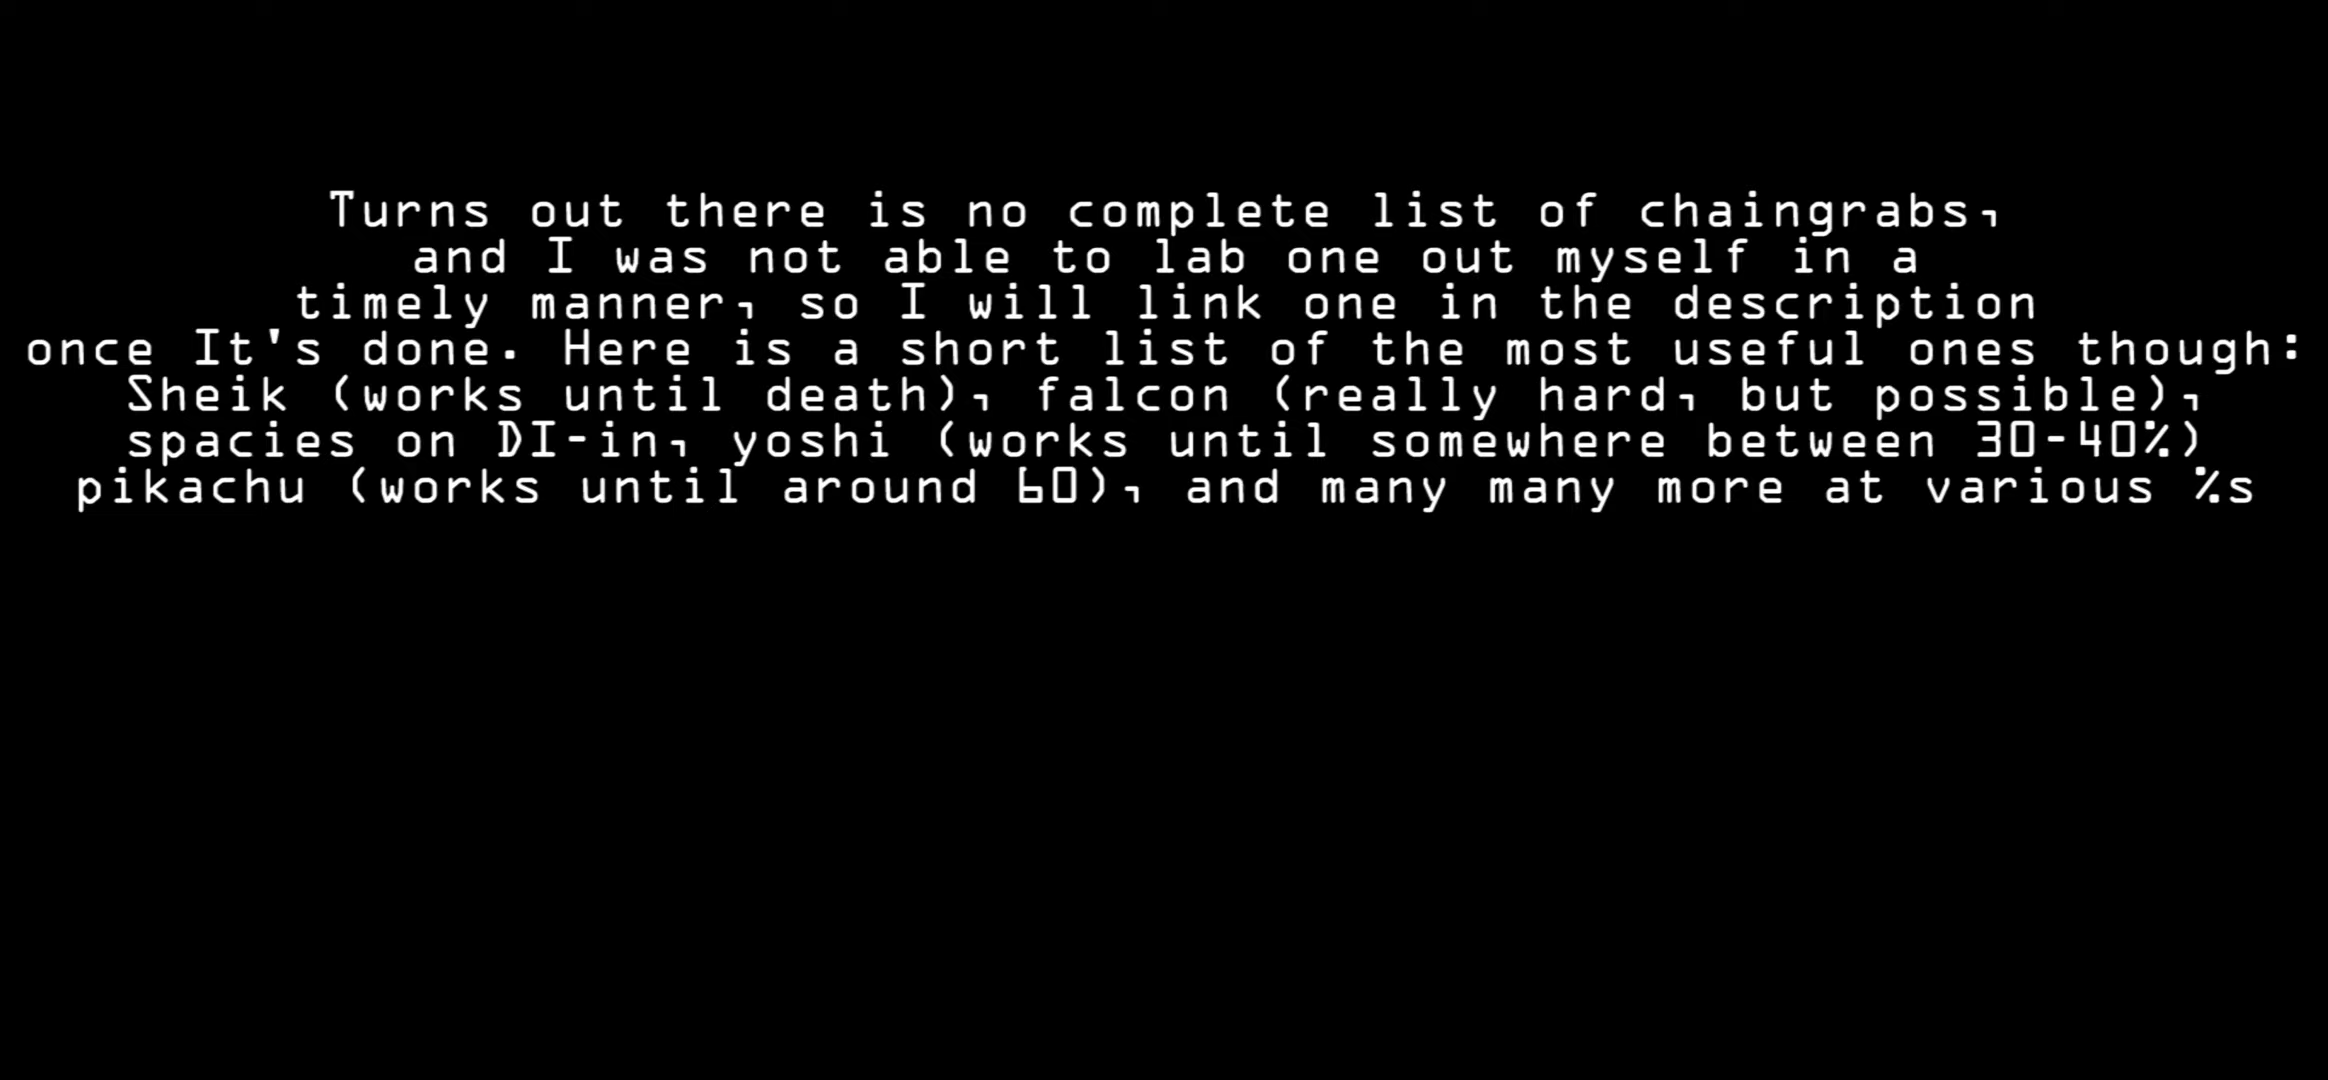 Turns out there is no complete list of chaingrabs,
and I was not able to lab one out myself in a
timely manner, so I will link one in the description
once It's done. Here is a short list of the most useful ones though:
Sheik (works until death), falcon (really hard, but possible),
spacies on DI-in, yoshi (works until somewhere between 30-40%)
pikachu (works until around 60), and many many more at various %s